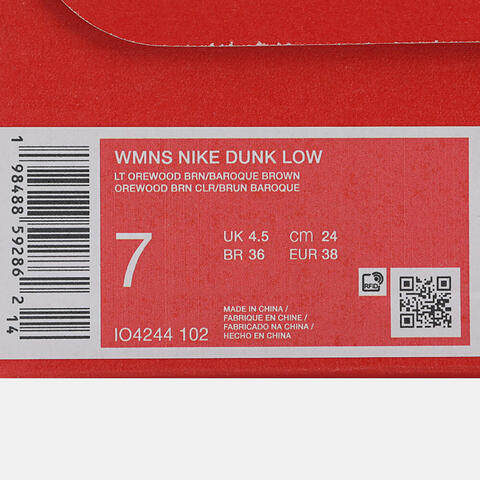 WMNS NIKE DUNK LOW
LT OREWOOD BRN/BAROQUE BROWN
OREWOOD BRN CLR/BRUN BAROQUE
7
UK 4.5 CM 24
BR 36 EUR 38
RFID
MADE IN CHINA /
FABRIQUE EN CHINE /
FABRICADO NA CHINA /
HECHO EN CHINA
IO4244 102
1 98488 59286 2 14